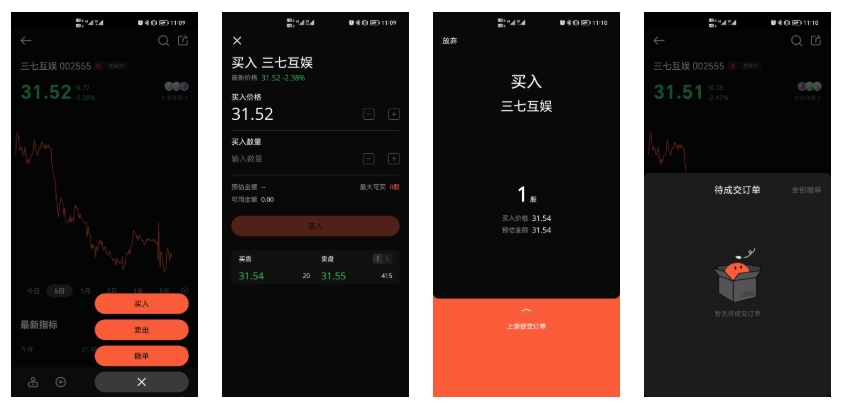 11:09
三七互娱 002555
31.52
-0.77
-2.38%
今日
5日
1月
买入
最新指标
卖出
今开
撤单
11:09
买入 三七互娱
最新价格 31.52 -2.38%
买入价格
31.52
买入数量
输入数量
预估金额 --
最大可买 0股
可用金额 0.00
买入
买盘
卖盘
1
31.54
20
31.55
415
11:10
放弃
买入
三七互娱
1 股
买入价格 31.54
预估金额 31.54
上滑提交订单
11:10
三七互娱 002555
31.51
-0.78
-2.42%
待成交订单
全部撤单
暂无待成交订单